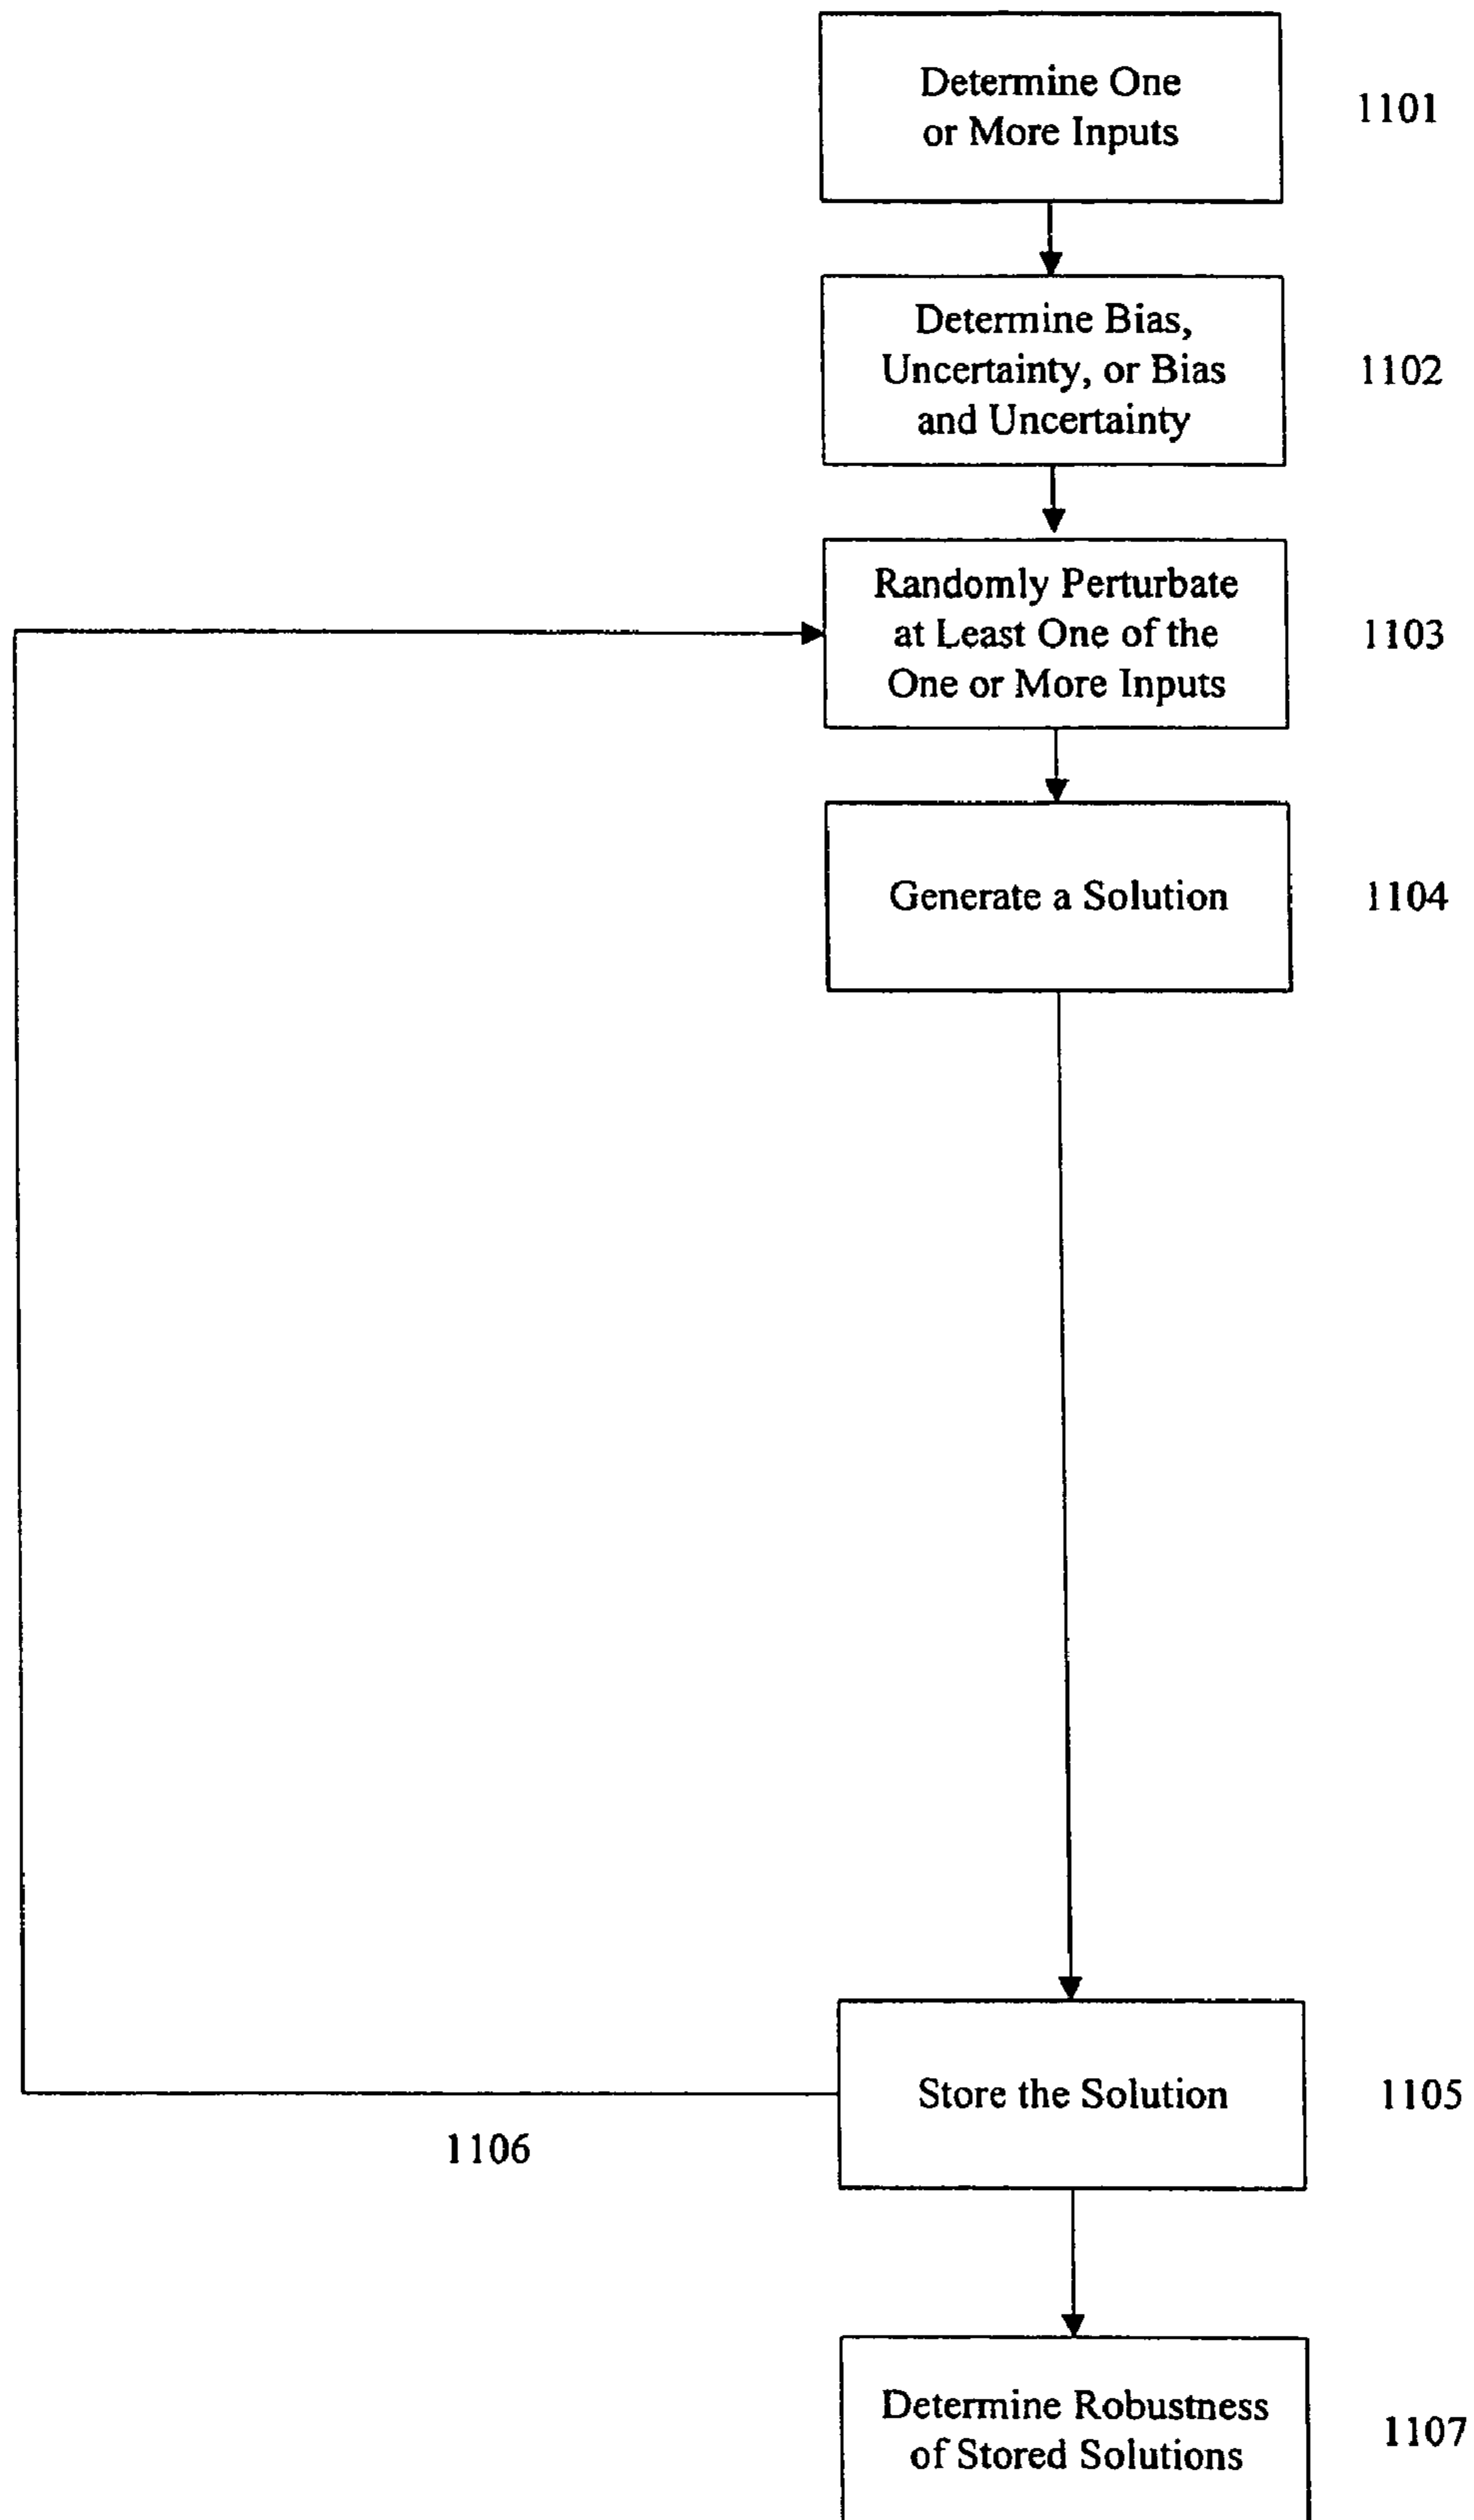 Determine One
or More Inputs
1101
Determine Bias,
Uncertainty, or Bias
and Uncertainty
1102
Randomly Perturbate
at Least One of the
One or More Inputs
1103
Generate a Solution
1104
Store the Solution
1105
1106
Determine Robustness
of Stored Solutions
1107